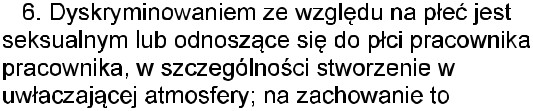 6. Dyskryminowaniem ze względu na płeć jest
seksualnym lub odnoszące się do płci pracownika
pracownika, w szczególności stworzenie w
uwłaczającej atmosfery; na zachowanie to